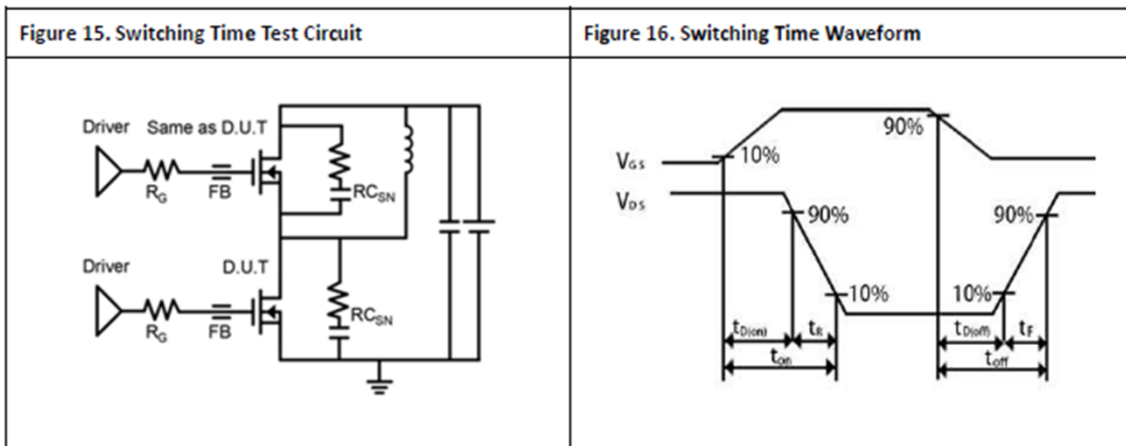 Figure 15. Switching Time Test Circuit
Figure 16. Switching Time Waveform
Driver Same as D.U.T
RG FB
RCSN
Driver D.U.T
RG FB
RCSN
VGS
10%
90%
VDS
90%
90%
10%
10%
tD(on) tR
ton
tD(off) tF
toff